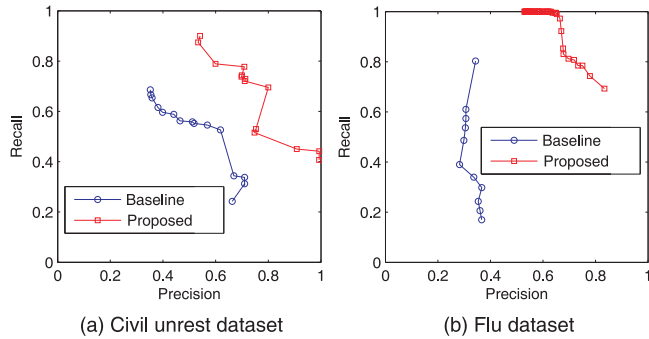 1
0.8
0.6
0.4
0.2
0
Recall
Baseline
Proposed
0 0.2 0.4 0.6 0.8 1
Precision
(a) Civil unrest dataset
1
0.8
0.6
0.4
0.2
0
Recall
Baseline
Proposed
0 0.2 0.4 0.6 0.8 1
Precision
(b) Flu dataset